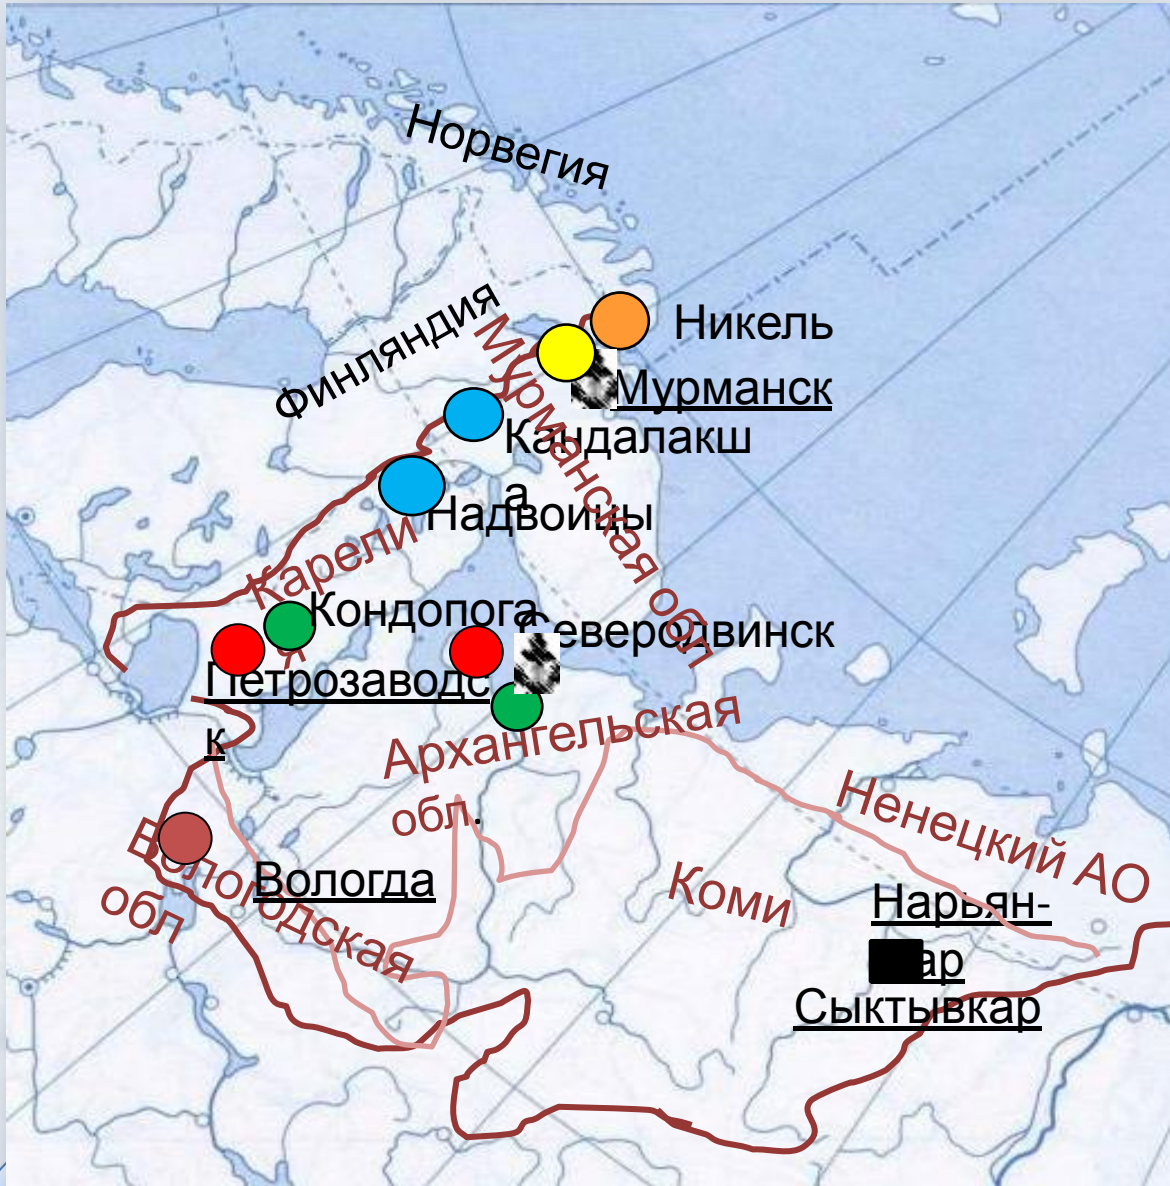 Норвегия
Финляндия
Никель
Мурманск
Кандалакш
а
Мурманская обл
Надвоицы
Карели
я
Кондопога
Северодвинск
Петрозаводс
к
Архангельская
обл.
Вологодская
обл
Вологда
Ненецкий АО
Коми
Нарьян-
ар
Сыктывкар